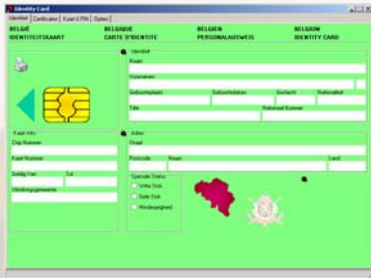 Identity Card
Identiteit Certificaten Kaart & PIN Opties
BELGIË BELGIQUE BELGIEN BELGIUM
IDENTITEITSKAART CARTE D'IDENTITE PERSONALAUSWEIS IDENTITY CARD
Identiteit
Naam
Voornamen
Geboorteplaats Geboortedatum Geslacht Nationaliteit
Title Nationaal Nummer
Kaart Info
Chip Nummer
Kaart Nummer
Geldig Van Tot
Uitreikingsgemeente
Adres
Straat
Postcode Naam Land
Speciale Status
Witte Stok
Gele Stok
Minderjarigheid